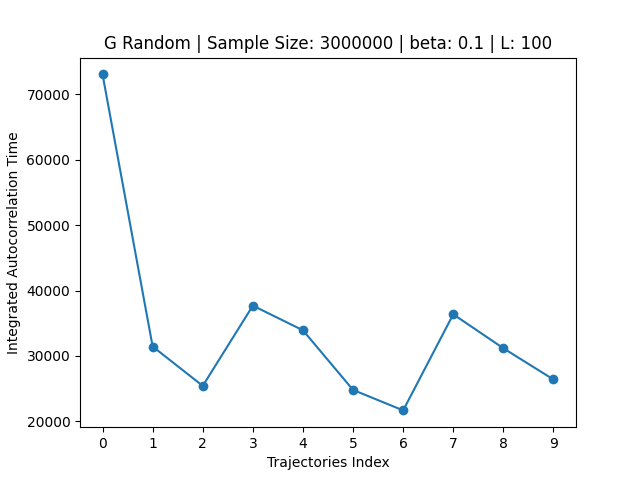 G Random | Sample Size: 3000000 | beta: 0.1 | L: 100
Integrated Autocorrelation Time
70000
60000
50000
40000
30000
20000
0 1 2 3 4 5 6 7 8 9
Trajectories Index